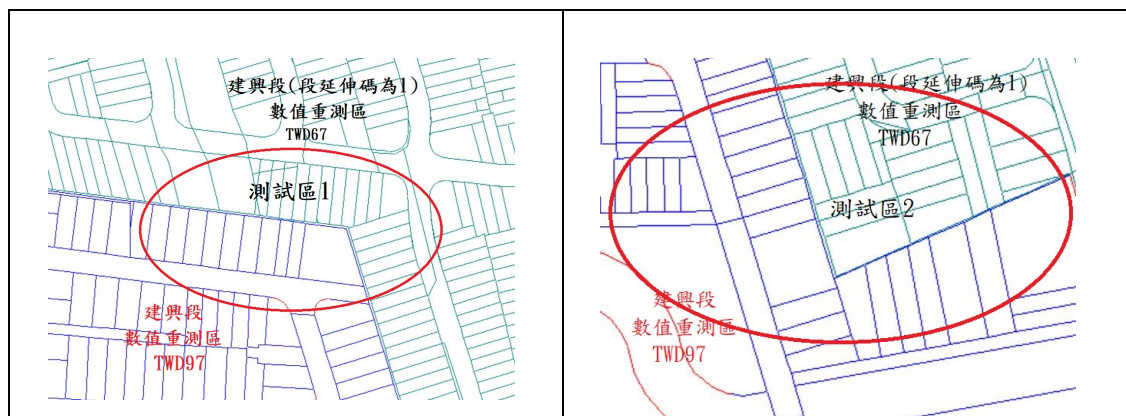 建興段(段延伸碼為1)
數值重測區
TWD67
測試區1
建興段
數值重測區
TWD97
建興段(段延伸碼為1)
數值重測區
TWD67
測試區2
建興段
數值重測區
TWD97